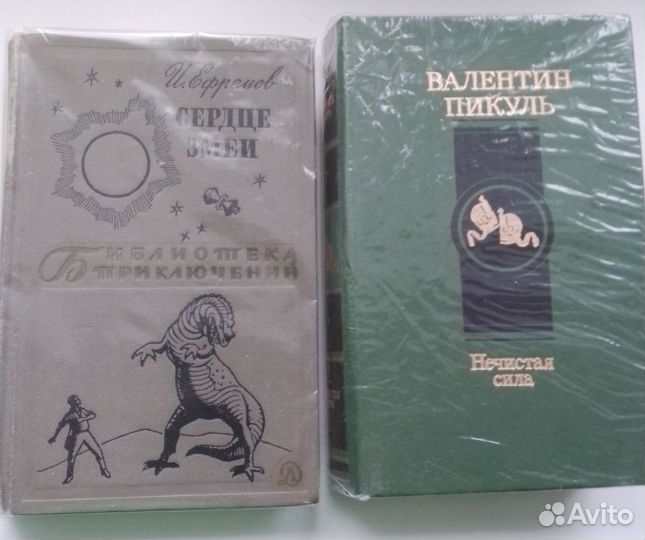 И. Ефремов
СЕРДЦЕ
ЗМЕИ
БИБЛИОТЕКА
ПРИКЛЮЧЕНИЙ
ВАЛЕНТИН
ПИКУЛЬ
Нечистая
сила
Avito